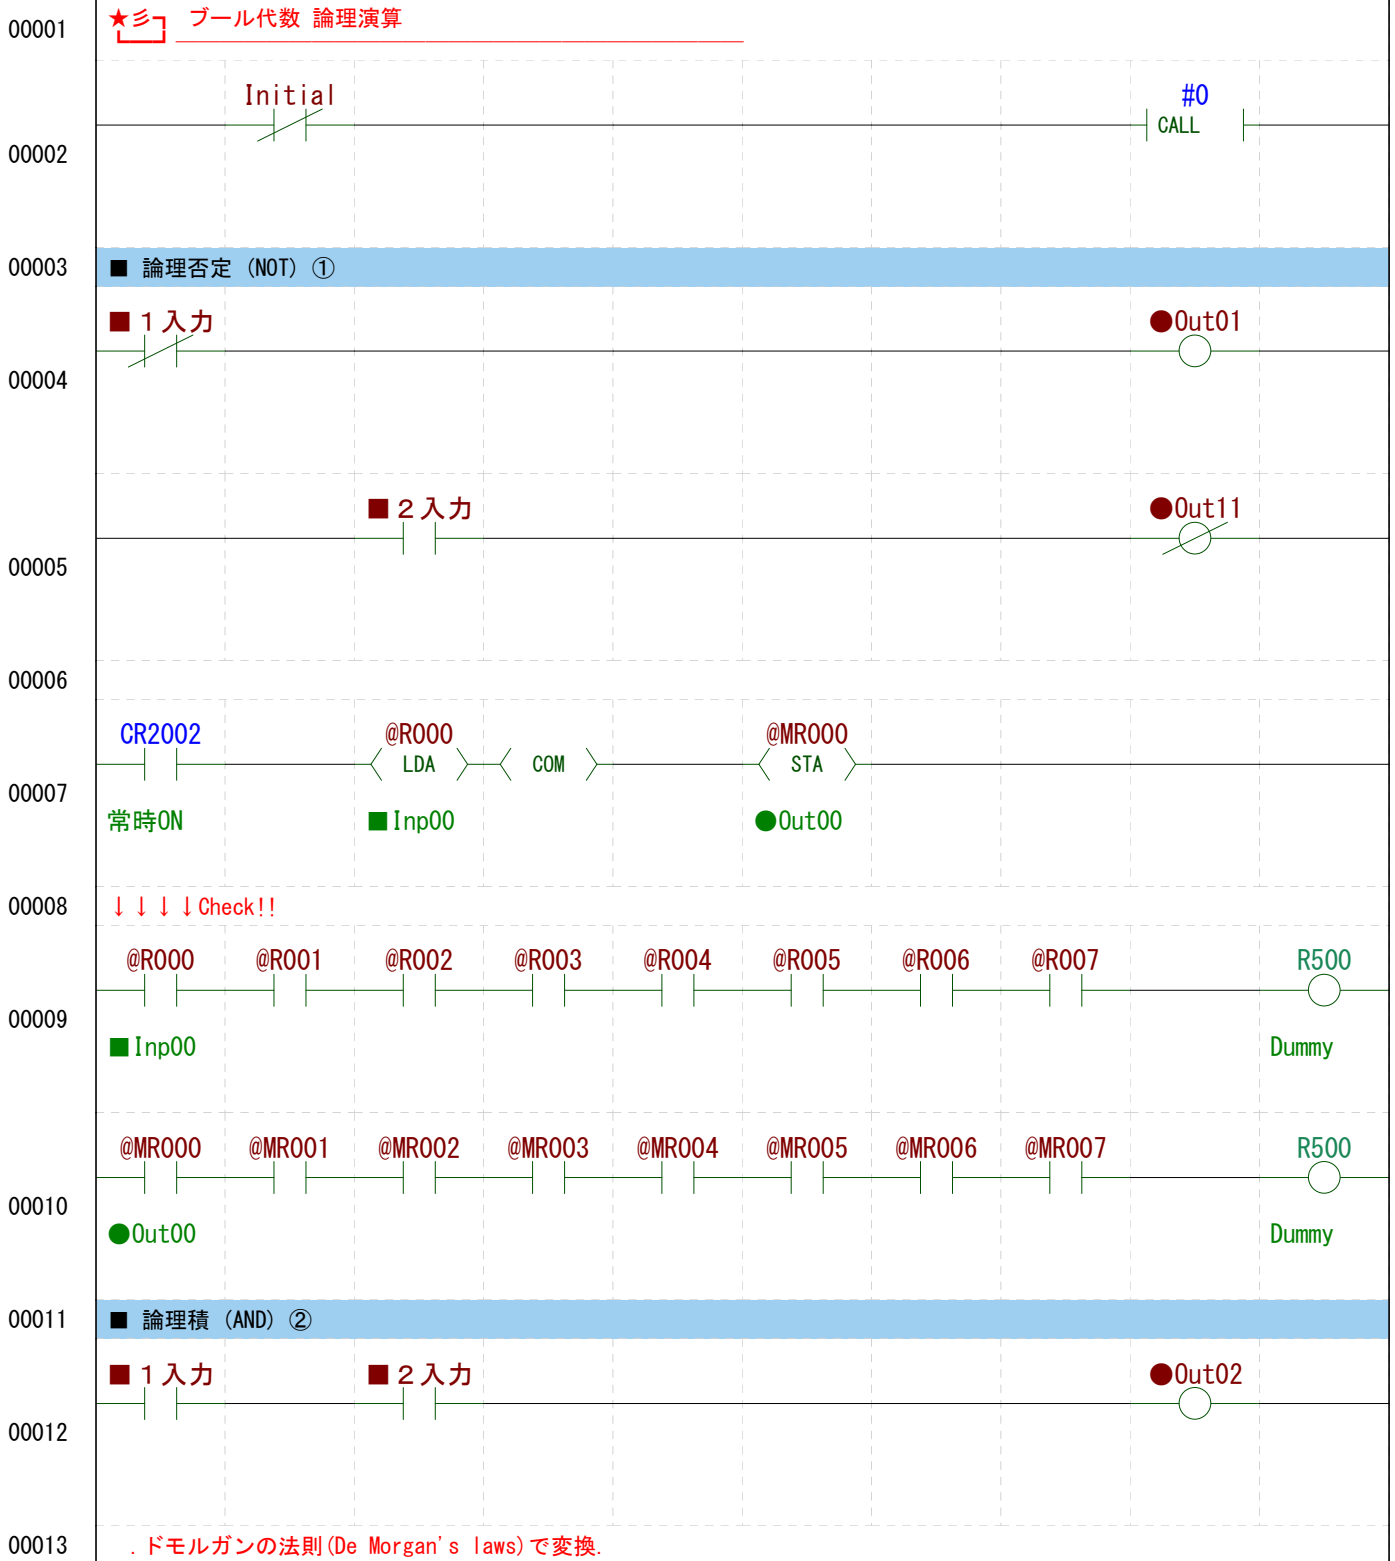 00001 ★彡┓ ブール代数 論理演算
┗━┛
Initial #0
CALL
00002
00003 ■ 論理否定 (NOT) ①
■ 1入力 ●Out01
00004
■ 2入力 ●Out11
00005
00006
CR2002 @R000 @MR000
LDA COM STA
00007
常時ON ■Inp00 ●Out00
00008 ↓↓↓↓Check!!
@R000 @R001 @R002 @R003 @R004 @R005 @R006 @R007 R500
00009
■Inp00 Dummy
@MR000 @MR001 @MR002 @MR003 @MR004 @MR005 @MR006 @MR007 R500
00010
●Out00 Dummy
00011 ■ 論理積 (AND) ②
■ 1入力 ■ 2入力 ●Out02
00012
00013 .ドモルガンの法則(De Morgan's laws)で変換.